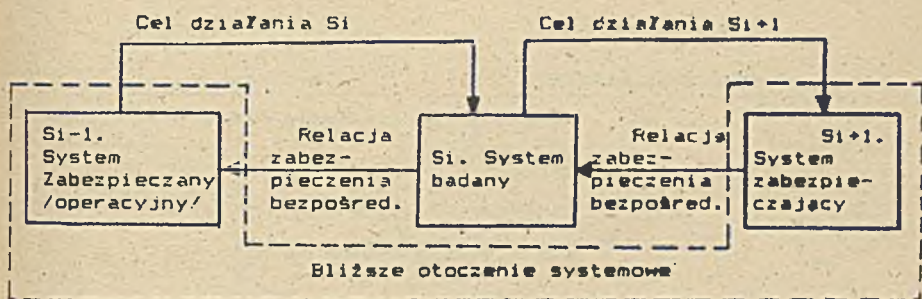 Cel działania Si
Cel działania Si+1
Si-1.
System
Zabezpieczany
/operacyjny/
Relacja
zabez-
pieczenia
bezpośred.
Si. System
badany
Relacja
zabez-
pieczenia
bezpośred.
Si+1.
System
zabezpie-
czający
Bliższe otoczenie systemowe